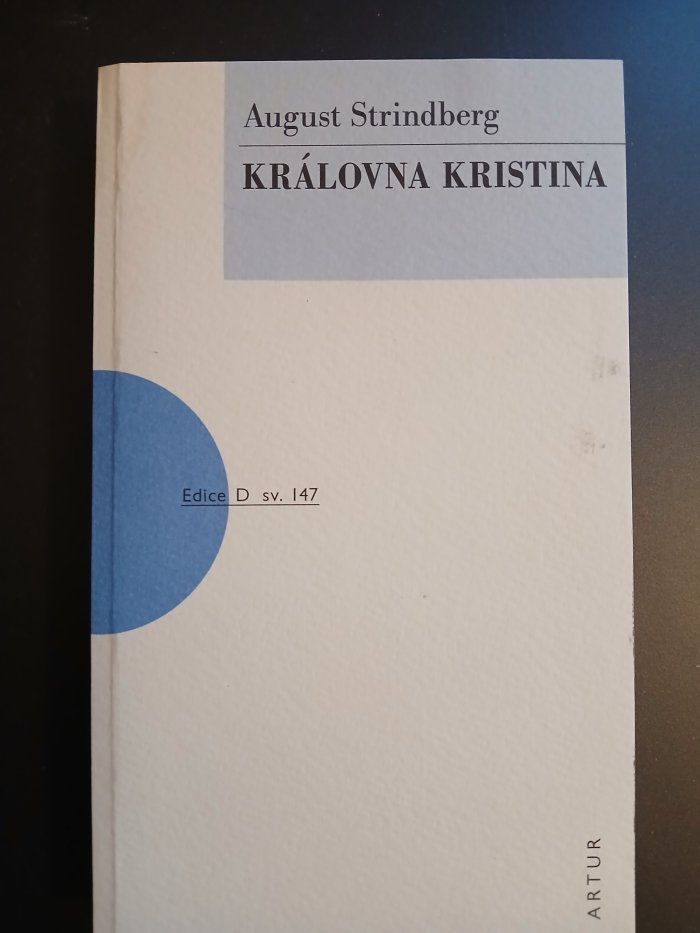 August Strindberg
KRÁLOVNA KRISTINA
Edice D sv. 147
ARTUR